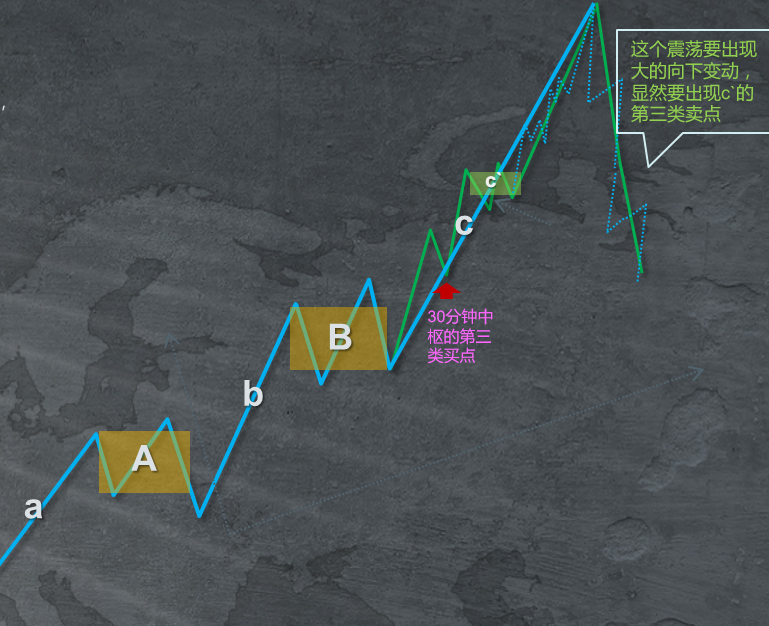 这个震荡要出现
大的向下变动，
显然要出现c`的
第三类卖点
,
c`
c
30分钟中
枢的第三
类买点
B
b
A
a